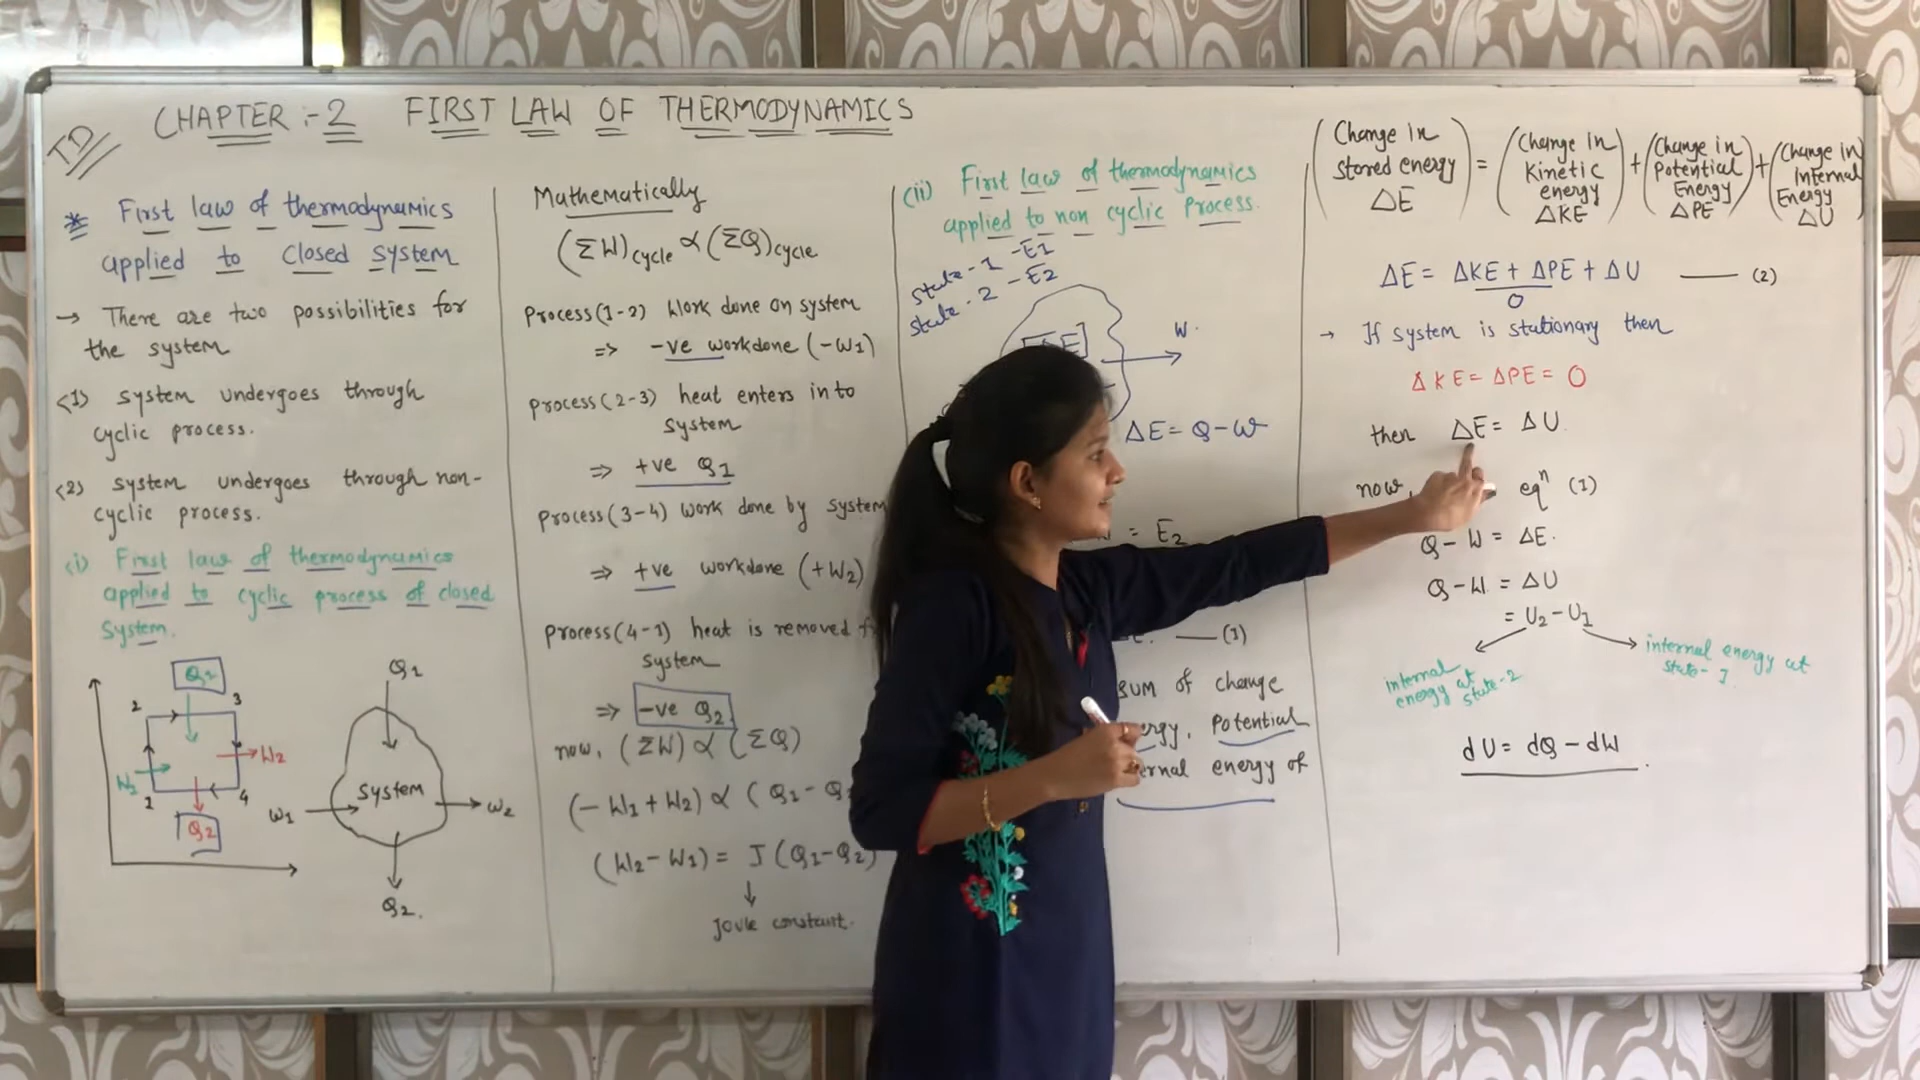 TD
CHAPTER :- 2 FIRST LAW OF THERMODYNAMICS
* First law of thermodynamics
applied to closed system
→ There are two possibilities for
the system
<1> system undergoes through
cyclic process.
<2> system undergoes through non-
cyclic process.
<i> First law of thermodynamics
applied to cyclic process of closed
system.
Q1
2 3
W2
W1
1 4
Q2
Q1
System
W1
W2
Q2.
Mathematically
(ΣW)cycle ∝ (ΣQ)cycle
Process(1-2) Work done on system
=> -ve workdone (-W1)
process(2-3) heat enters in to
system
=> +ve Q1
process(3-4) work done by system
=> +ve workdone (+W2)
process(4-1) heat is removed
system
=> -ve Q2
now, (ΣW) ∝ (ΣQ)
(-W1 + W2) ∝ (Q1 - Q
(W2 - W1) = J (Q1 - Q2)
↓
Joule constant.
(ii) First law of thermodynamics
applied to non cyclic Process.
state-1 - E1
state-2 - E2
W.
ΔE = Q - W
= E2
(1)
sum of change
Potential
energy of
(Change in stored energy ΔE) = (Change in Kinetic energy ΔKE) + (Change in Potential Energy ΔPE) + (Change in Internal Energy ΔU)
ΔE = ΔKE + ΔPE + ΔU (2)
0
→ If system is stationary then
ΔKE = ΔPE = 0
then ΔE = ΔU.
now, eqn (1)
Q - W = ΔE.
Q - W. = ΔU
= U2 - U1
internal energy at state-2
internal energy at state-1
dU = dQ - dW.